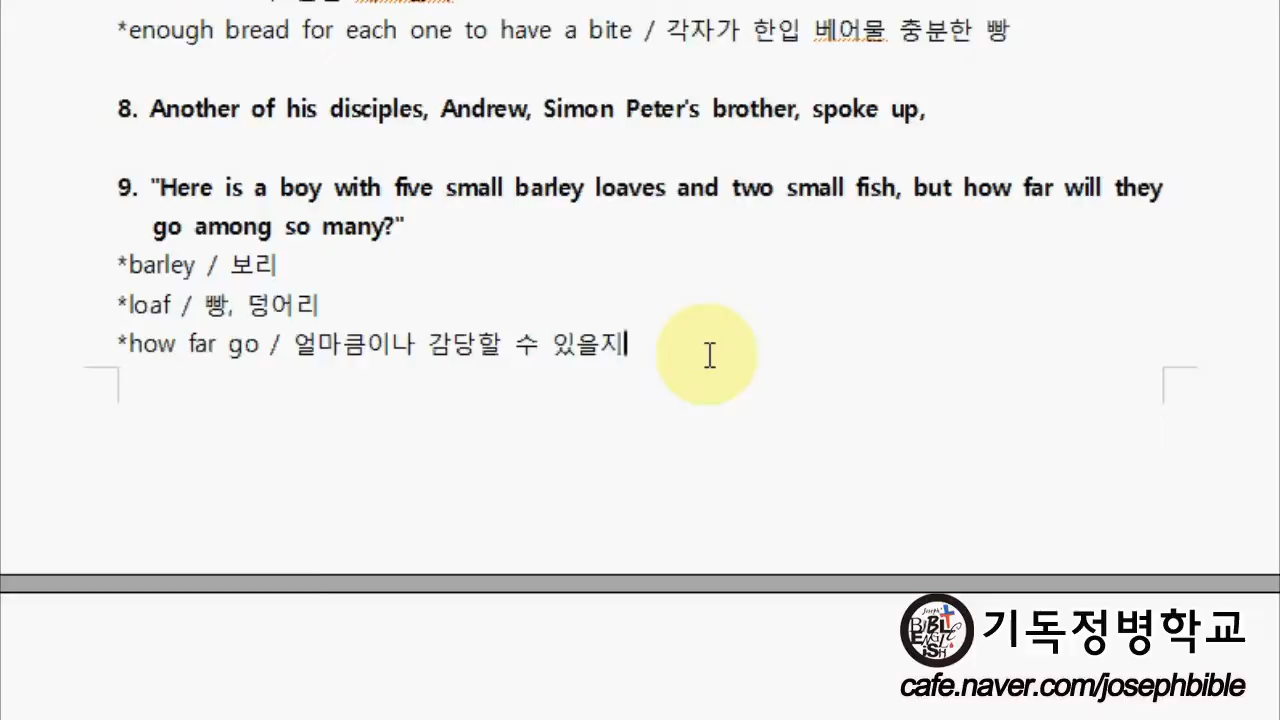 *enough bread for each one to have a bite / 각자가 한입 베어물 충분한 빵
8. Another of his disciples, Andrew, Simon Peter's brother, spoke up,
9. "Here is a boy with five small barley loaves and two small fish, but how far will they
go among so many?"
*barley / 보리
*loaf / 빵, 덩어리
*how far go / 얼마큼이나 감당할 수 있을지
Joseph's
BIBLE
ENGLISH
기독정병학교
cafe.naver.com/josephbible